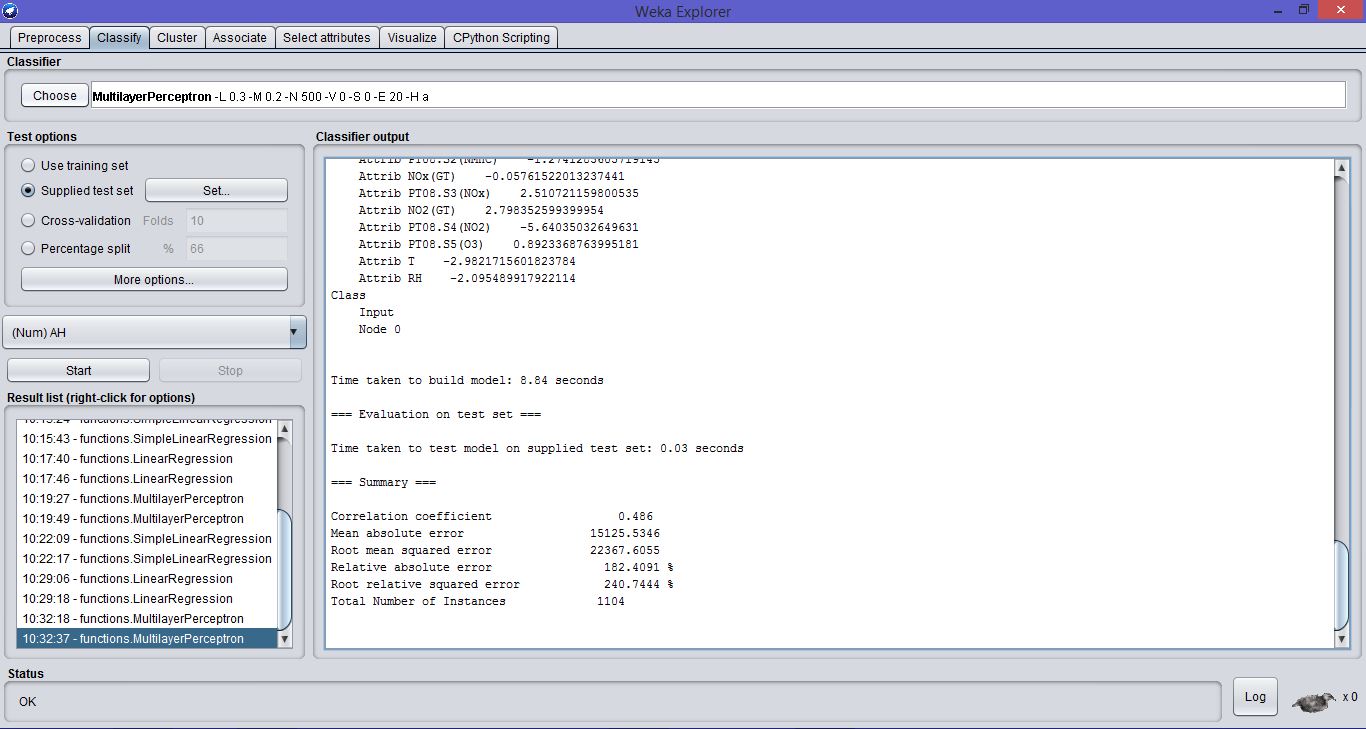 Weka Explorer
Preprocess Classify Cluster Associate Select attributes Visualize CPython Scripting
Classifier
Choose MultilayerPerceptron -L 0.3 -M 0.2 -N 500 -V 0 -S 0 -E 20 -H a
Test options
Use training set
Supplied test set Set...
Cross-validation Folds 10
Percentage split % 66
More options...
(Num) AH
Start Stop
Result list (right-click for options)
10:15:24 - functions.SimpleLinearRegression
10:15:43 - functions.SimpleLinearRegression
10:17:40 - functions.LinearRegression
10:17:46 - functions.LinearRegression
10:19:27 - functions.MultilayerPerceptron
10:19:49 - functions.MultilayerPerceptron
10:22:09 - functions.SimpleLinearRegression
10:22:17 - functions.SimpleLinearRegression
10:29:06 - functions.LinearRegression
10:29:18 - functions.LinearRegression
10:32:18 - functions.MultilayerPerceptron
10:32:37 - functions.MultilayerPerceptron
Classifier output
Attrib PT08.S2(NMHC) -1.2741283603719145
Attrib NOx(GT) -0.05761522013237441
Attrib PT08.S3(NOx) 2.510721159800535
Attrib NO2(GT) 2.798352599399954
Attrib PT08.S4(NO2) -5.64035032649631
Attrib PT08.S5(O3) 0.8923368763995181
Attrib T -2.9821715601823784
Attrib RH -2.095489917922114
Class
Input
Node 0
Time taken to build model: 8.84 seconds
=== Evaluation on test set ===
Time taken to test model on supplied test set: 0.03 seconds
=== Summary ===
Correlation coefficient 0.486
Mean absolute error 15125.5346
Root mean squared error 22367.6055
Relative absolute error 182.4091 %
Root relative squared error 240.7444 %
Total Number of Instances 1104
Status
OK
Log
x 0